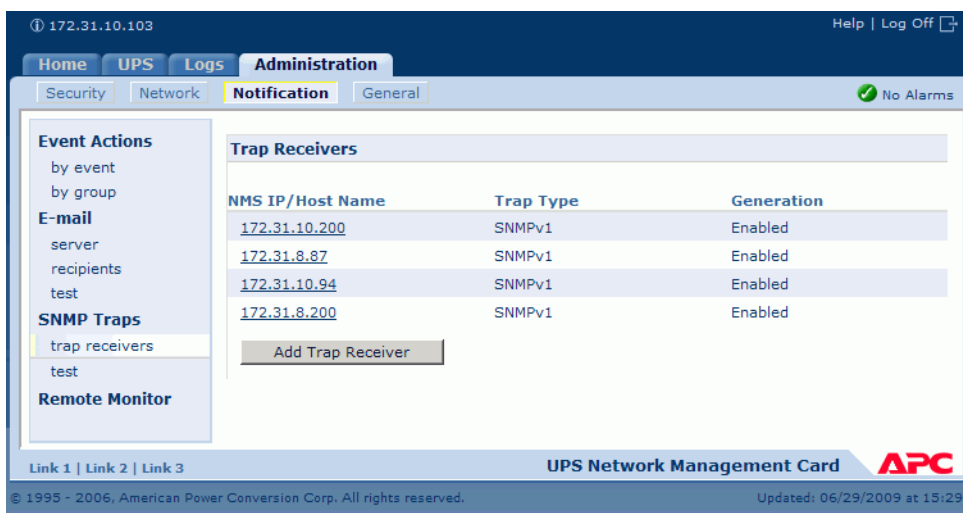 172.31.10.103
Help | Log Off
Home UPS Logs Administration
Security Network Notification General
No Alarms
Event Actions
by event
by group
E-mail
server
recipients
test
SNMP Traps
trap receivers
test
Remote Monitor
Trap Receivers
NMS IP/Host Name Trap Type Generation
172.31.10.200 SNMPv1 Enabled
172.31.8.87 SNMPv1 Enabled
172.31.10.94 SNMPv1 Enabled
172.31.8.200 SNMPv1 Enabled
Add Trap Receiver
Link 1 | Link 2 | Link 3
UPS Network Management Card
APC
© 1995 - 2006, American Power Conversion Corp. All rights reserved.
Updated: 06/29/2009 at 15:29